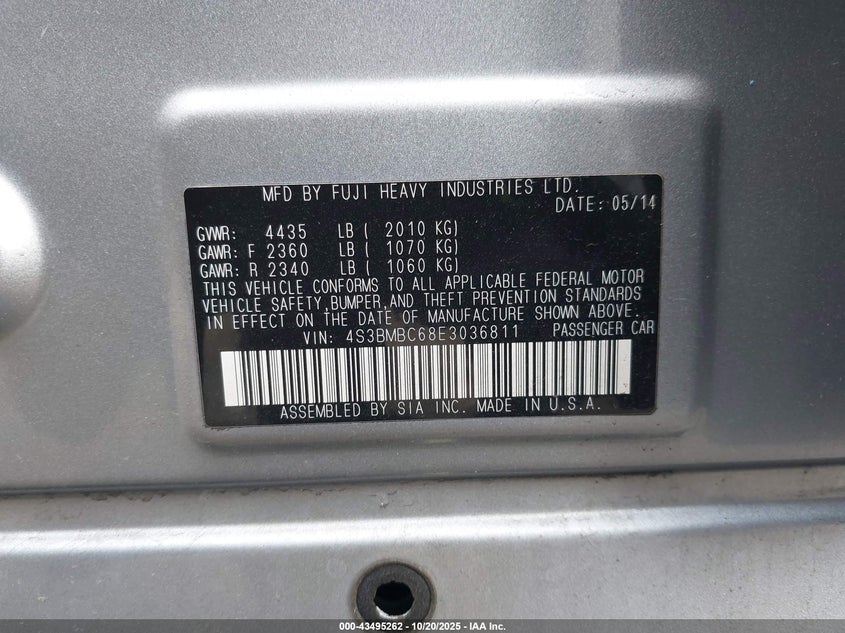 MFD BY FUJI HEAVY INDUSTRIES LTD.
DATE: 05/14
GVWR: 4435 LB ( 2010 KG)
GAWR: F 2360 LB ( 1070 KG)
GAWR: R 2340 LB ( 1060 KG)
THIS VEHICLE CONFORMS TO ALL APPLICABLE FEDERAL MOTOR
VEHICLE SAFETY,BUMPER,AND THEFT PREVENTION STANDARDS
IN EFFECT ON THE DATE OF MANUFACTURE SHOWN ABOVE.
VIN: 4S3BMBC68E3036811 PASSENGER CAR
ASSEMBLED BY SIA INC. MADE IN U.S.A.
000-43495262 - 10/20/2025 - IAA Inc.